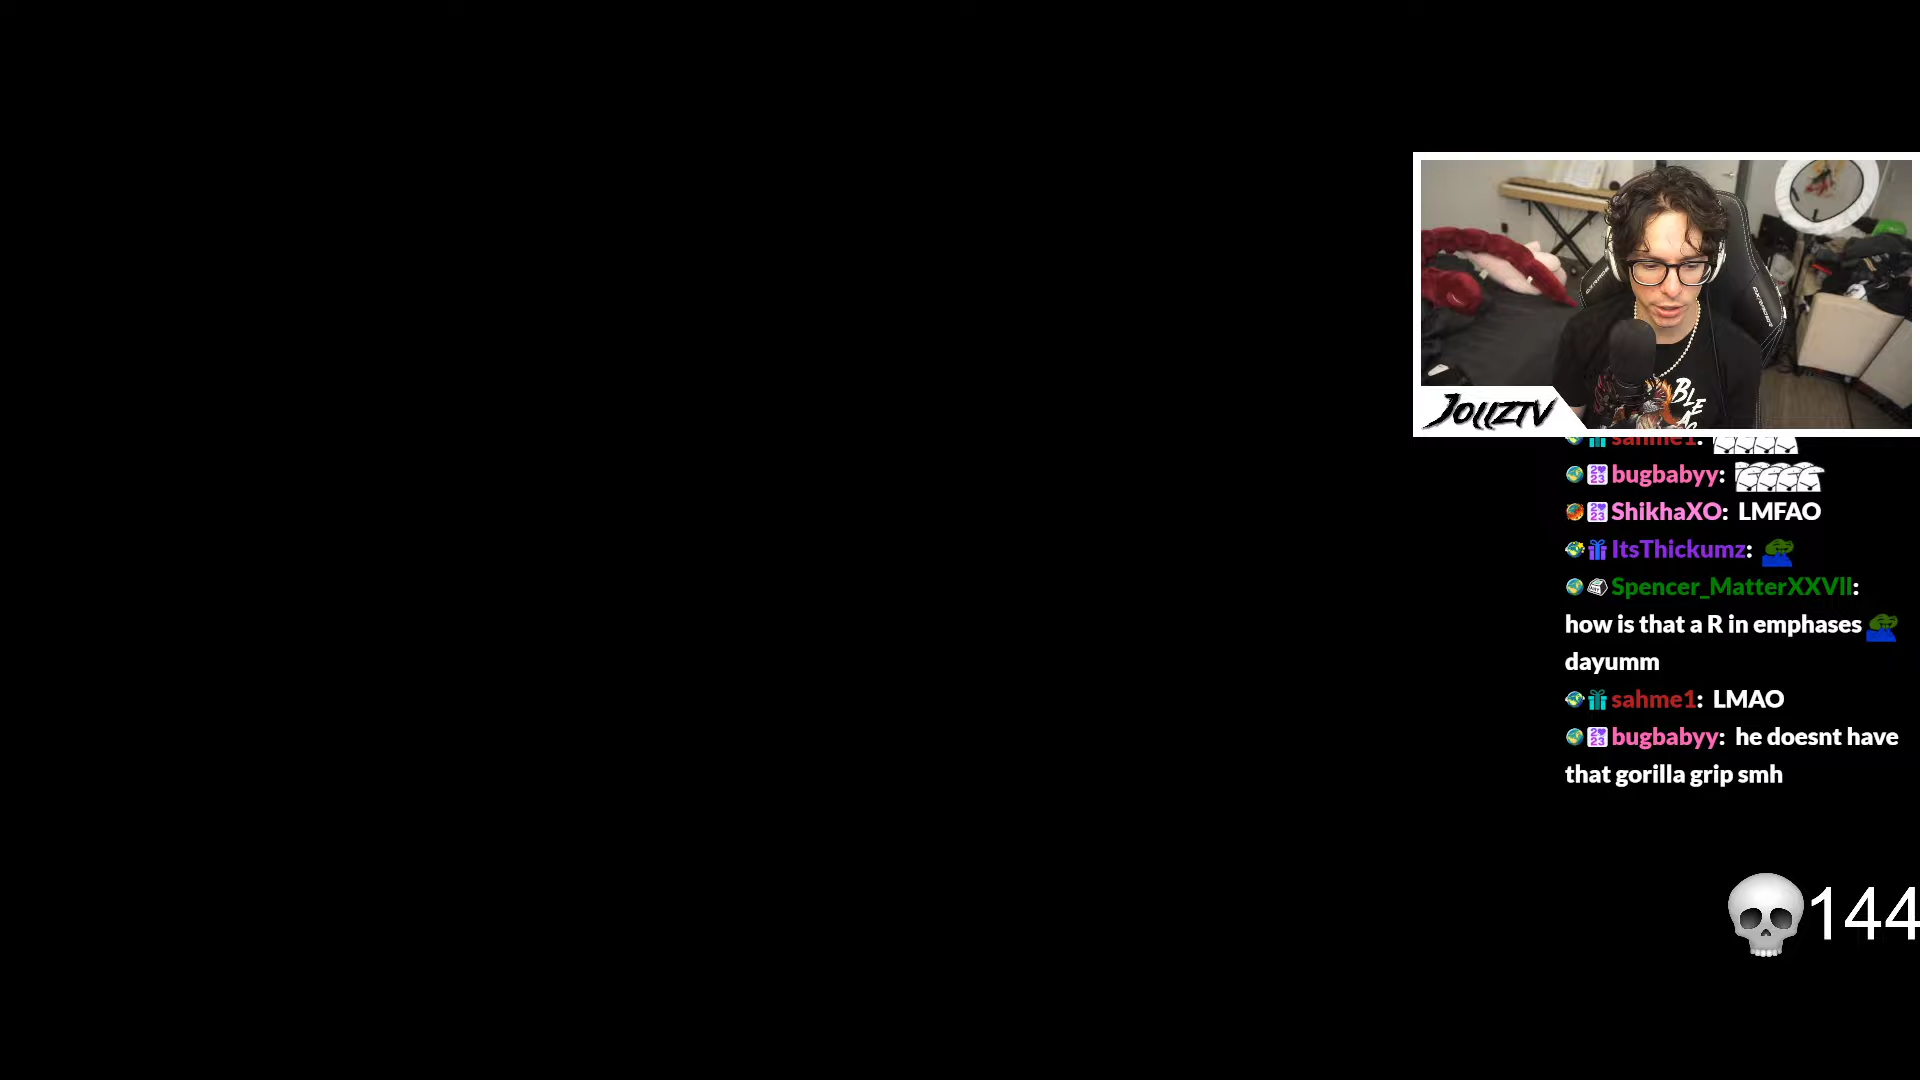 JOLLZTV
sahme1:
bugbabyy:
ShikhaXO: LMFAO
ItsThickumz:
Spencer_MatterXXVII:
how is that a R in emphases
dayumm
sahme1: LMAO
bugbabyy: he doesnt have
that gorilla grip smh
144